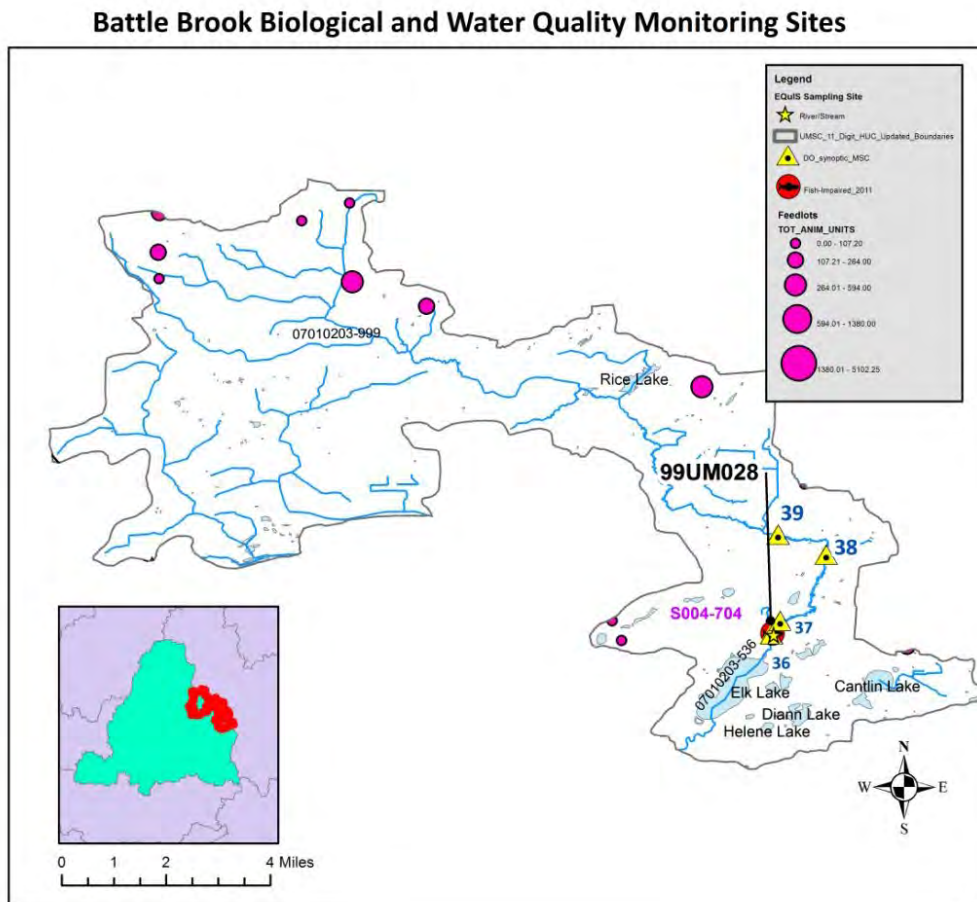 Battle Brook Biological and Water Quality Monitoring Sites
Legend
EQuIS Sampling Site
River/Stream
UMSC_11_Digit_HUC_Updated_Boundaries
DO_synoptic_MSC
Fish-Impaired_2011
Feedlots
TOT_ANIM_UNITS
0.00 - 107.20
107.21 - 264.00
264.01 - 594.00
594.01 - 1380.00
1380.01 - 5102.25
07010203-999
Rice Lake
99UM028
39
38
S004-704
37
36
07010203-536
Elk Lake
Cantlin Lake
Diann Lake
Helene Lake
N
W
E
S
0 1 2 4 Miles